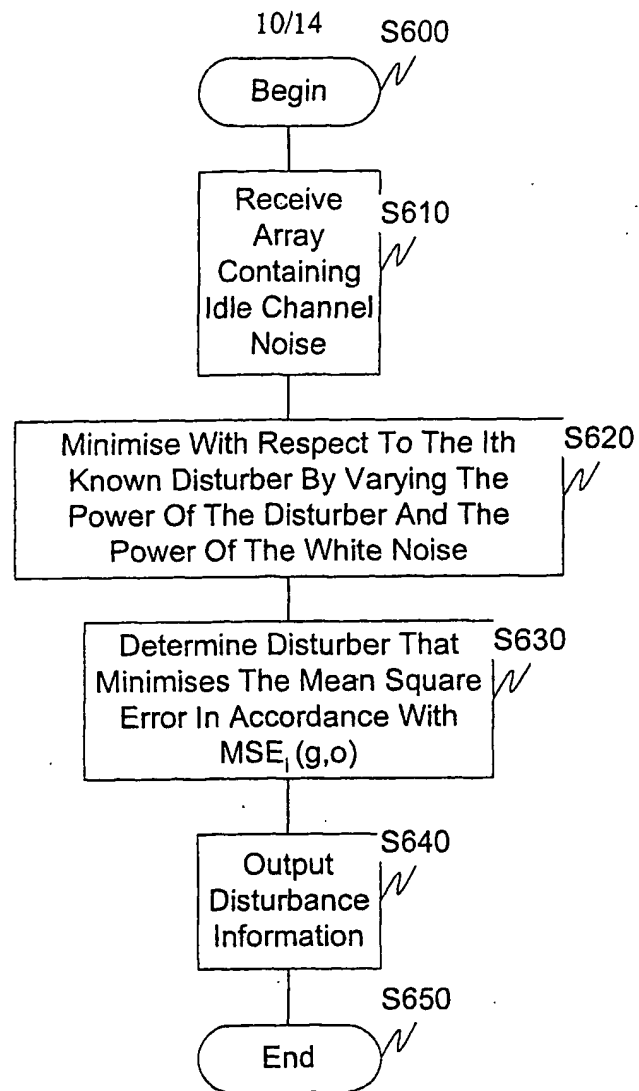 10/14
S600
Begin
S610
Receive
Array
Containing
Idle Channel
Noise
S620
Minimise With Respect To The Ith
Known Disturber By Varying The
Power Of The Disturber And The
Power Of The White Noise
S630
Determine Disturber That
Minimises The Mean Square
Error In Accordance With
MSEᵢ(g,o)
S640
Output
Disturbance
Information
S650
End